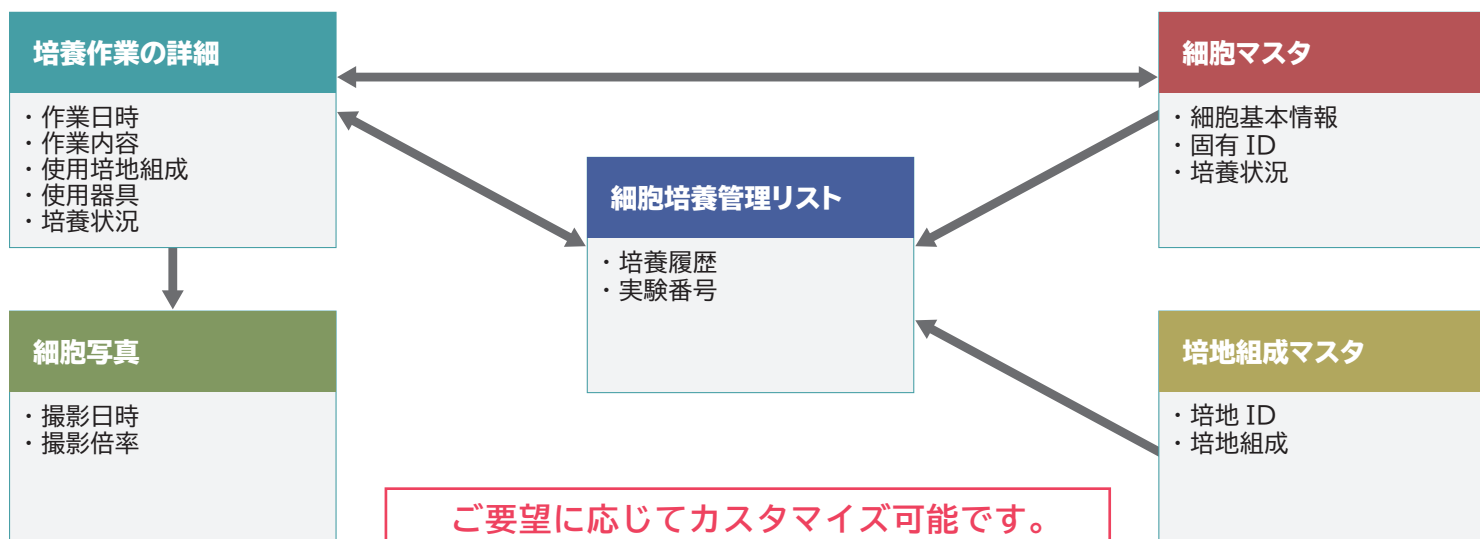 培養作業の詳細
・作業日時
・作業内容
・使用培地組成
・使用器具
・培養状況
細胞マスタ
・細胞基本情報
・固有 ID
・培養状況
細胞培養管理リスト
・培養履歴
・実験番号
細胞写真
・撮影日時
・撮影倍率
培地組成マスタ
・培地 ID
・培地組成
ご要望に応じてカスタマイズ可能です。